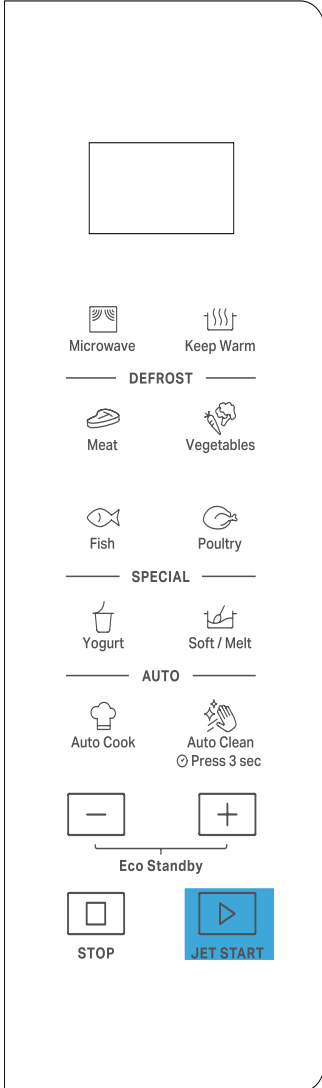 Microwave
Keep Warm
DEFROST
Meat
Vegetables
Fish
Poultry
SPECIAL
Yogurt
Soft / Melt
AUTO
Auto Cook
Auto Clean
Press 3 sec
Eco Standby
STOP
JET START